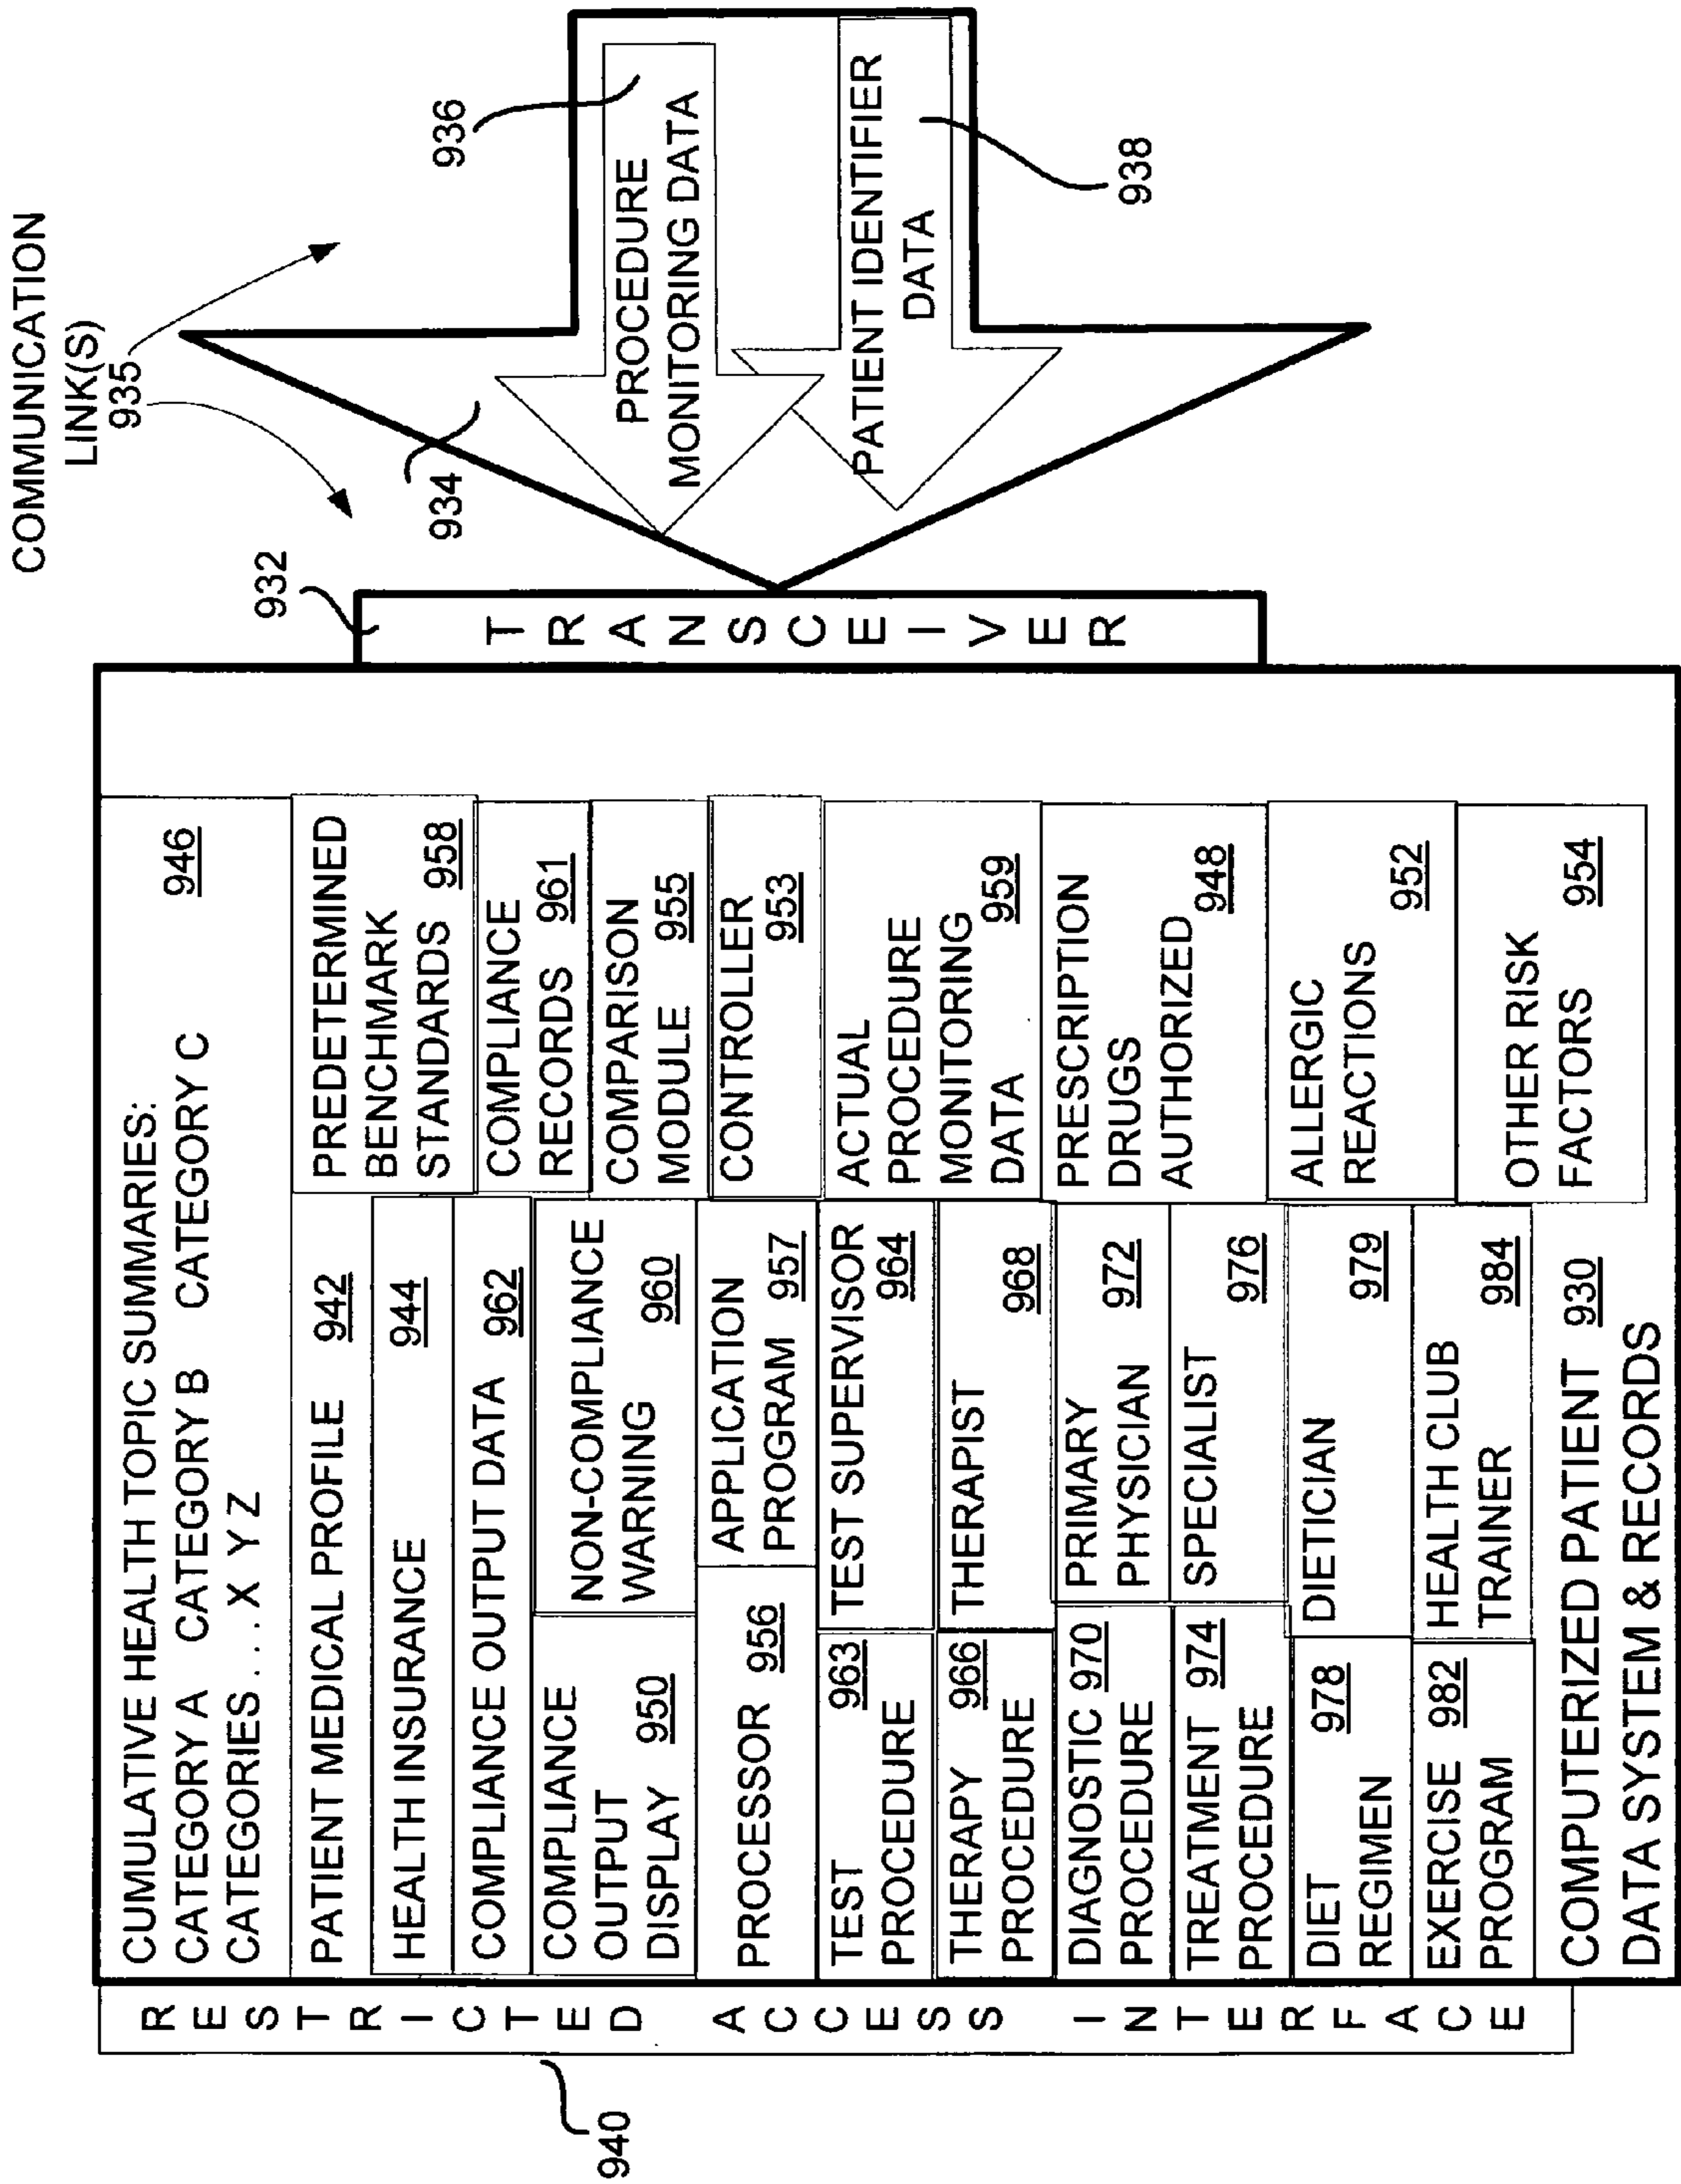 COMMUNICATION
LINK(S)
935
932
934
936
PROCEDURE
MONITORING DATA
PATIENT IDENTIFIER
DATA
938
TRANSCEIVER
940
RESTRICTED ACCESS INTERFACE
CUMULATIVE HEALTH TOPIC SUMMARIES:
CATEGORY A CATEGORY B CATEGORY C
CATEGORIES . . . X Y Z
946
PATIENT MEDICAL PROFILE 942
HEALTH INSURANCE 944
COMPLIANCE OUTPUT DATA 962
COMPLIANCE
OUTPUT
DISPLAY 950
NON-COMPLIANCE
WARNING 960
PROCESSOR 956
APPLICATION
PROGRAM 957
TEST 963
PROCEDURE
TEST SUPERVISOR
964
THERAPY 966
PROCEDURE
THERAPIST
968
DIAGNOSTIC 970
PROCEDURE
PRIMARY
PHYSICIAN 972
TREATMENT 974
PROCEDURE
SPECIALIST
976
DIET 978
REGIMEN
DIETICIAN
979
EXERCISE 982
PROGRAM
HEALTH CLUB
TRAINER 984
PREDETERMINED
BENCHMARK
STANDARDS 958
COMPLIANCE
RECORDS 961
COMPARISON
MODULE 955
CONTROLLER
953
ACTUAL
PROCEDURE
MONITORING
DATA 959
PRESCRIPTION
DRUGS
AUTHORIZED 948
ALLERGIC
REACTIONS 952
OTHER RISK
FACTORS 954
COMPUTERIZED PATIENT 930
DATA SYSTEM & RECORDS